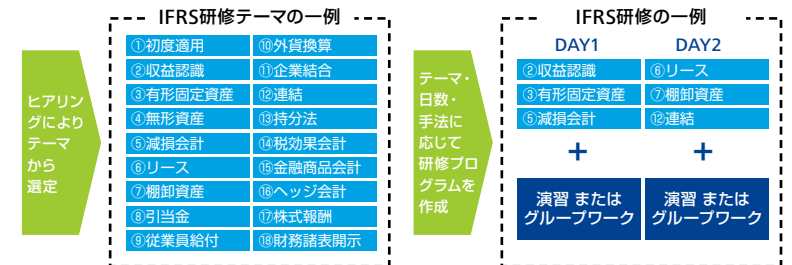 IFRS研修テーマの一例
ヒアリン
グにより
テーマ
から
選定
①初度適用
②収益認識
③有形固定資産
④無形資産
⑤減損会計
⑥リース
⑦棚卸資産
⑧引当金
⑨従業員給付
⑩外貨換算
⑪企業結合
⑫連結
⑬持分法
⑭税効果会計
⑮金融商品会計
⑯ヘッジ会計
⑰株式報酬
⑱財務諸表開示
テーマ・
日数・
手法に
応じて
研修プロ
グラムを
作成
IFRS研修の一例
DAY1
②収益認識
③有形固定資産
⑤減損会計
+
演習 または
グループワーク
DAY2
⑥リース
⑦棚卸資産
⑫連結
+
演習 または
グループワーク